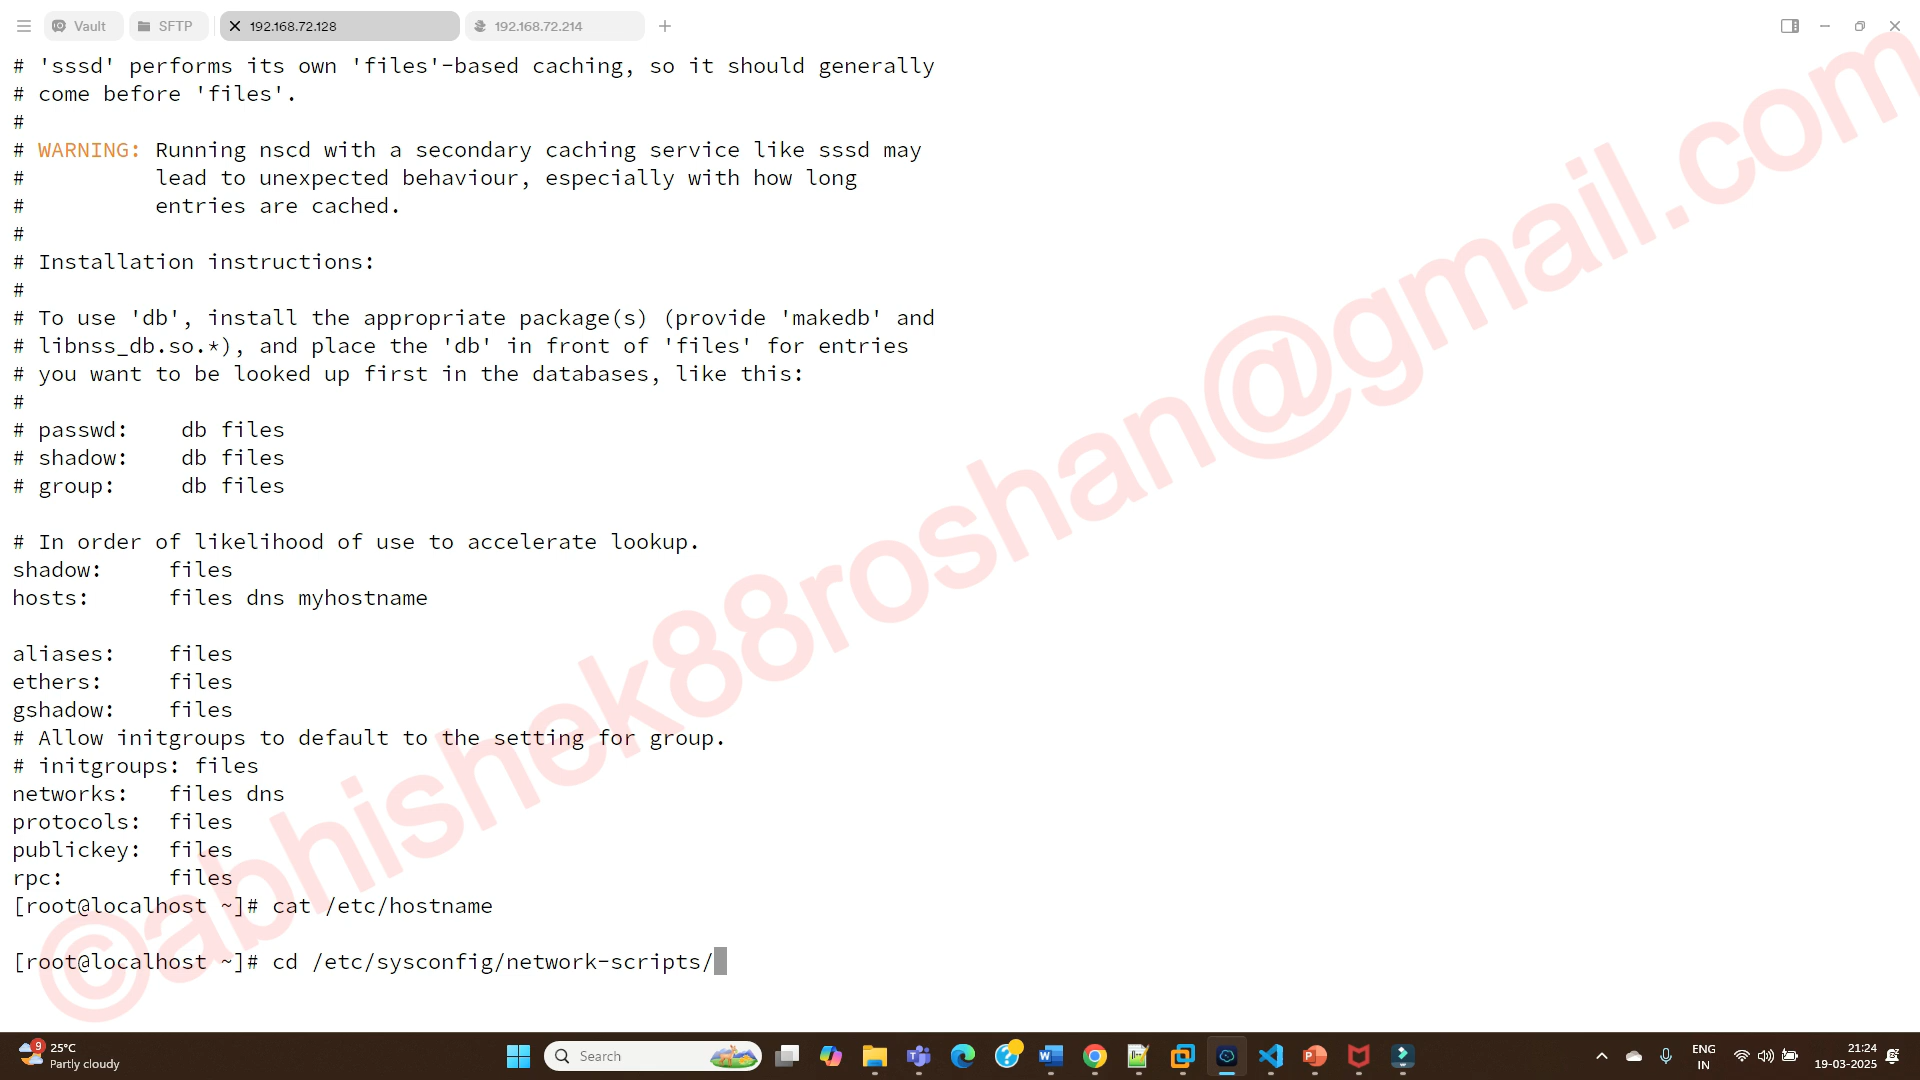 Vault
SFTP
192.168.72.128
192.168.72.214
# 'sssd' performs its own 'files'-based caching, so it should generally
# come before 'files'.
#
# WARNING: Running nscd with a secondary caching service like sssd may
#          lead to unexpected behaviour, especially with how long
#          entries are cached.
#
# Installation instructions:
#
# To use 'db', install the appropriate package(s) (provide 'makedb' and
# libnss_db.so.*), and place the 'db' in front of 'files' for entries
# you want to be looked up first in the databases, like this:
#
# passwd:    db files
# shadow:    db files
# group:     db files
# In order of likelihood of use to accelerate lookup.
shadow:     files
hosts:      files dns myhostname
aliases:    files
ethers:     files
gshadow:    files
# Allow initgroups to default to the setting for group.
# initgroups: files
networks:   files dns
protocols:  files
publickey:  files
rpc:        files
[root@localhost ~]# cat /etc/hostname
[root@localhost ~]# cd /etc/sysconfig/network-scripts/
©abhishek88roshan@gmail.com
9
25°C
Partly cloudy
Search
ENG
IN
21:24
19-03-2025